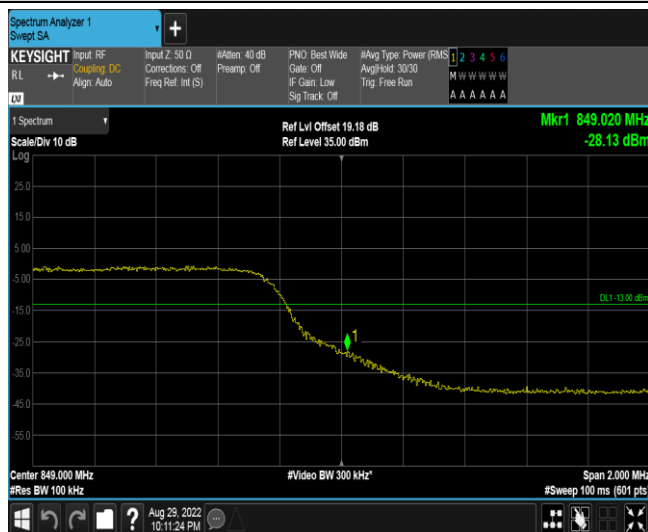 Spectrum Analyzer 1
Swept SA
KEYSIGHT
RL
LXI
Input: RF
Coupling: DC
Align: Auto
Input Z: 50 Ω
Corrections: Off
Freq Ref: Int (S)
#Atten: 40 dB
Preamp: Off
PNO: Best Wide
Gate: Off
IF Gain: Low
Sig Track: Off
#Avg Type: Power (RMS
Avg|Hold: 30/30
Trig: Free Run
1 2 3 4 5 6
M W W W W W
A A A A A A
1 Spectrum
Scale/Div 10 dB
Log
Ref Lvl Offset 19.18 dB
Ref Level 35.00 dBm
Mkr1 849.020 MHz
-28.13 dBm
25.0
15.0
5.00
-5.00
DL1 -13.00 dBm
-15.0
-25.0
1
-35.0
-45.0
-55.0
Center 849.000 MHz
#Res BW 100 kHz
#Video BW 300 kHz*
Span 2.000 MHz
#Sweep 100 ms (601 pts)
?
Aug 29, 2022
10:11:24 PM